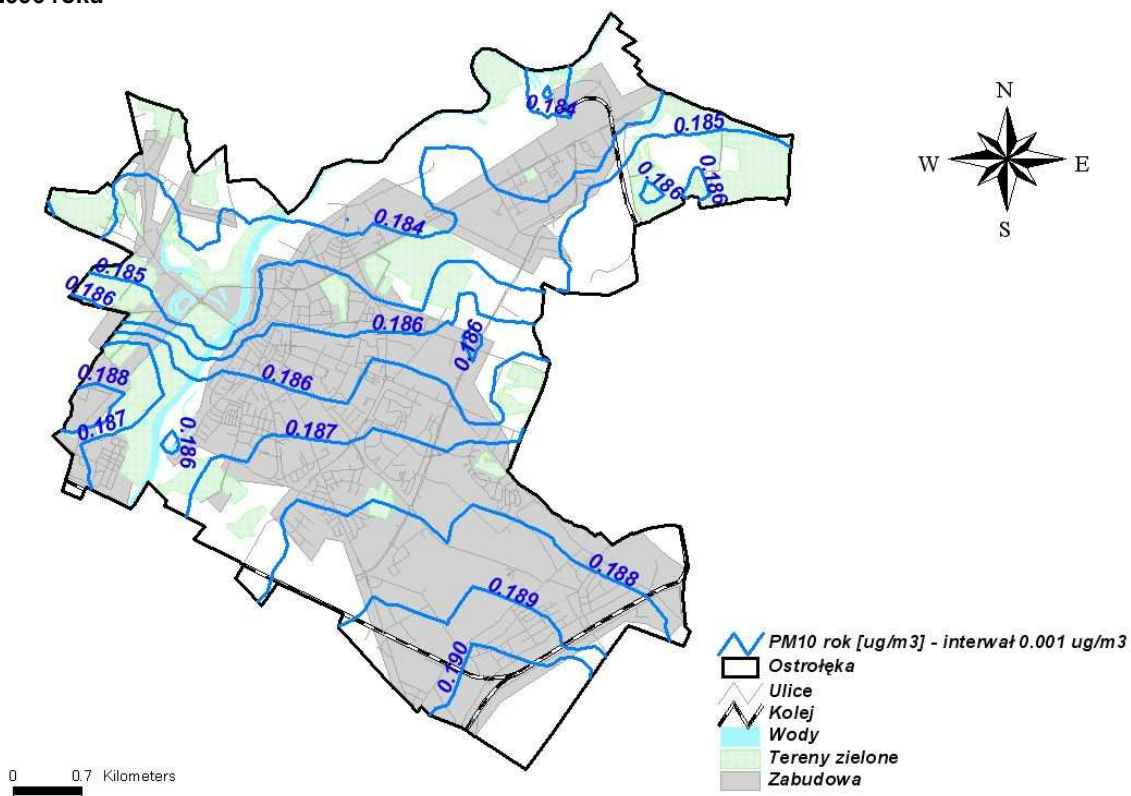 0.184
0.185
0.186
0.186
0.184
0.185
0.186
0.186
0.186
0.186
0.188
0.187
0.186
0.187
0.188
0.189
0.190
N
W
E
S
PM10 rok [ug/m3] - interwał 0.001 ug/m3
Ostrołęka
Ulice
Kolej
Wody
Tereny zielone
Zabudowa
0 0.7 Kilometers